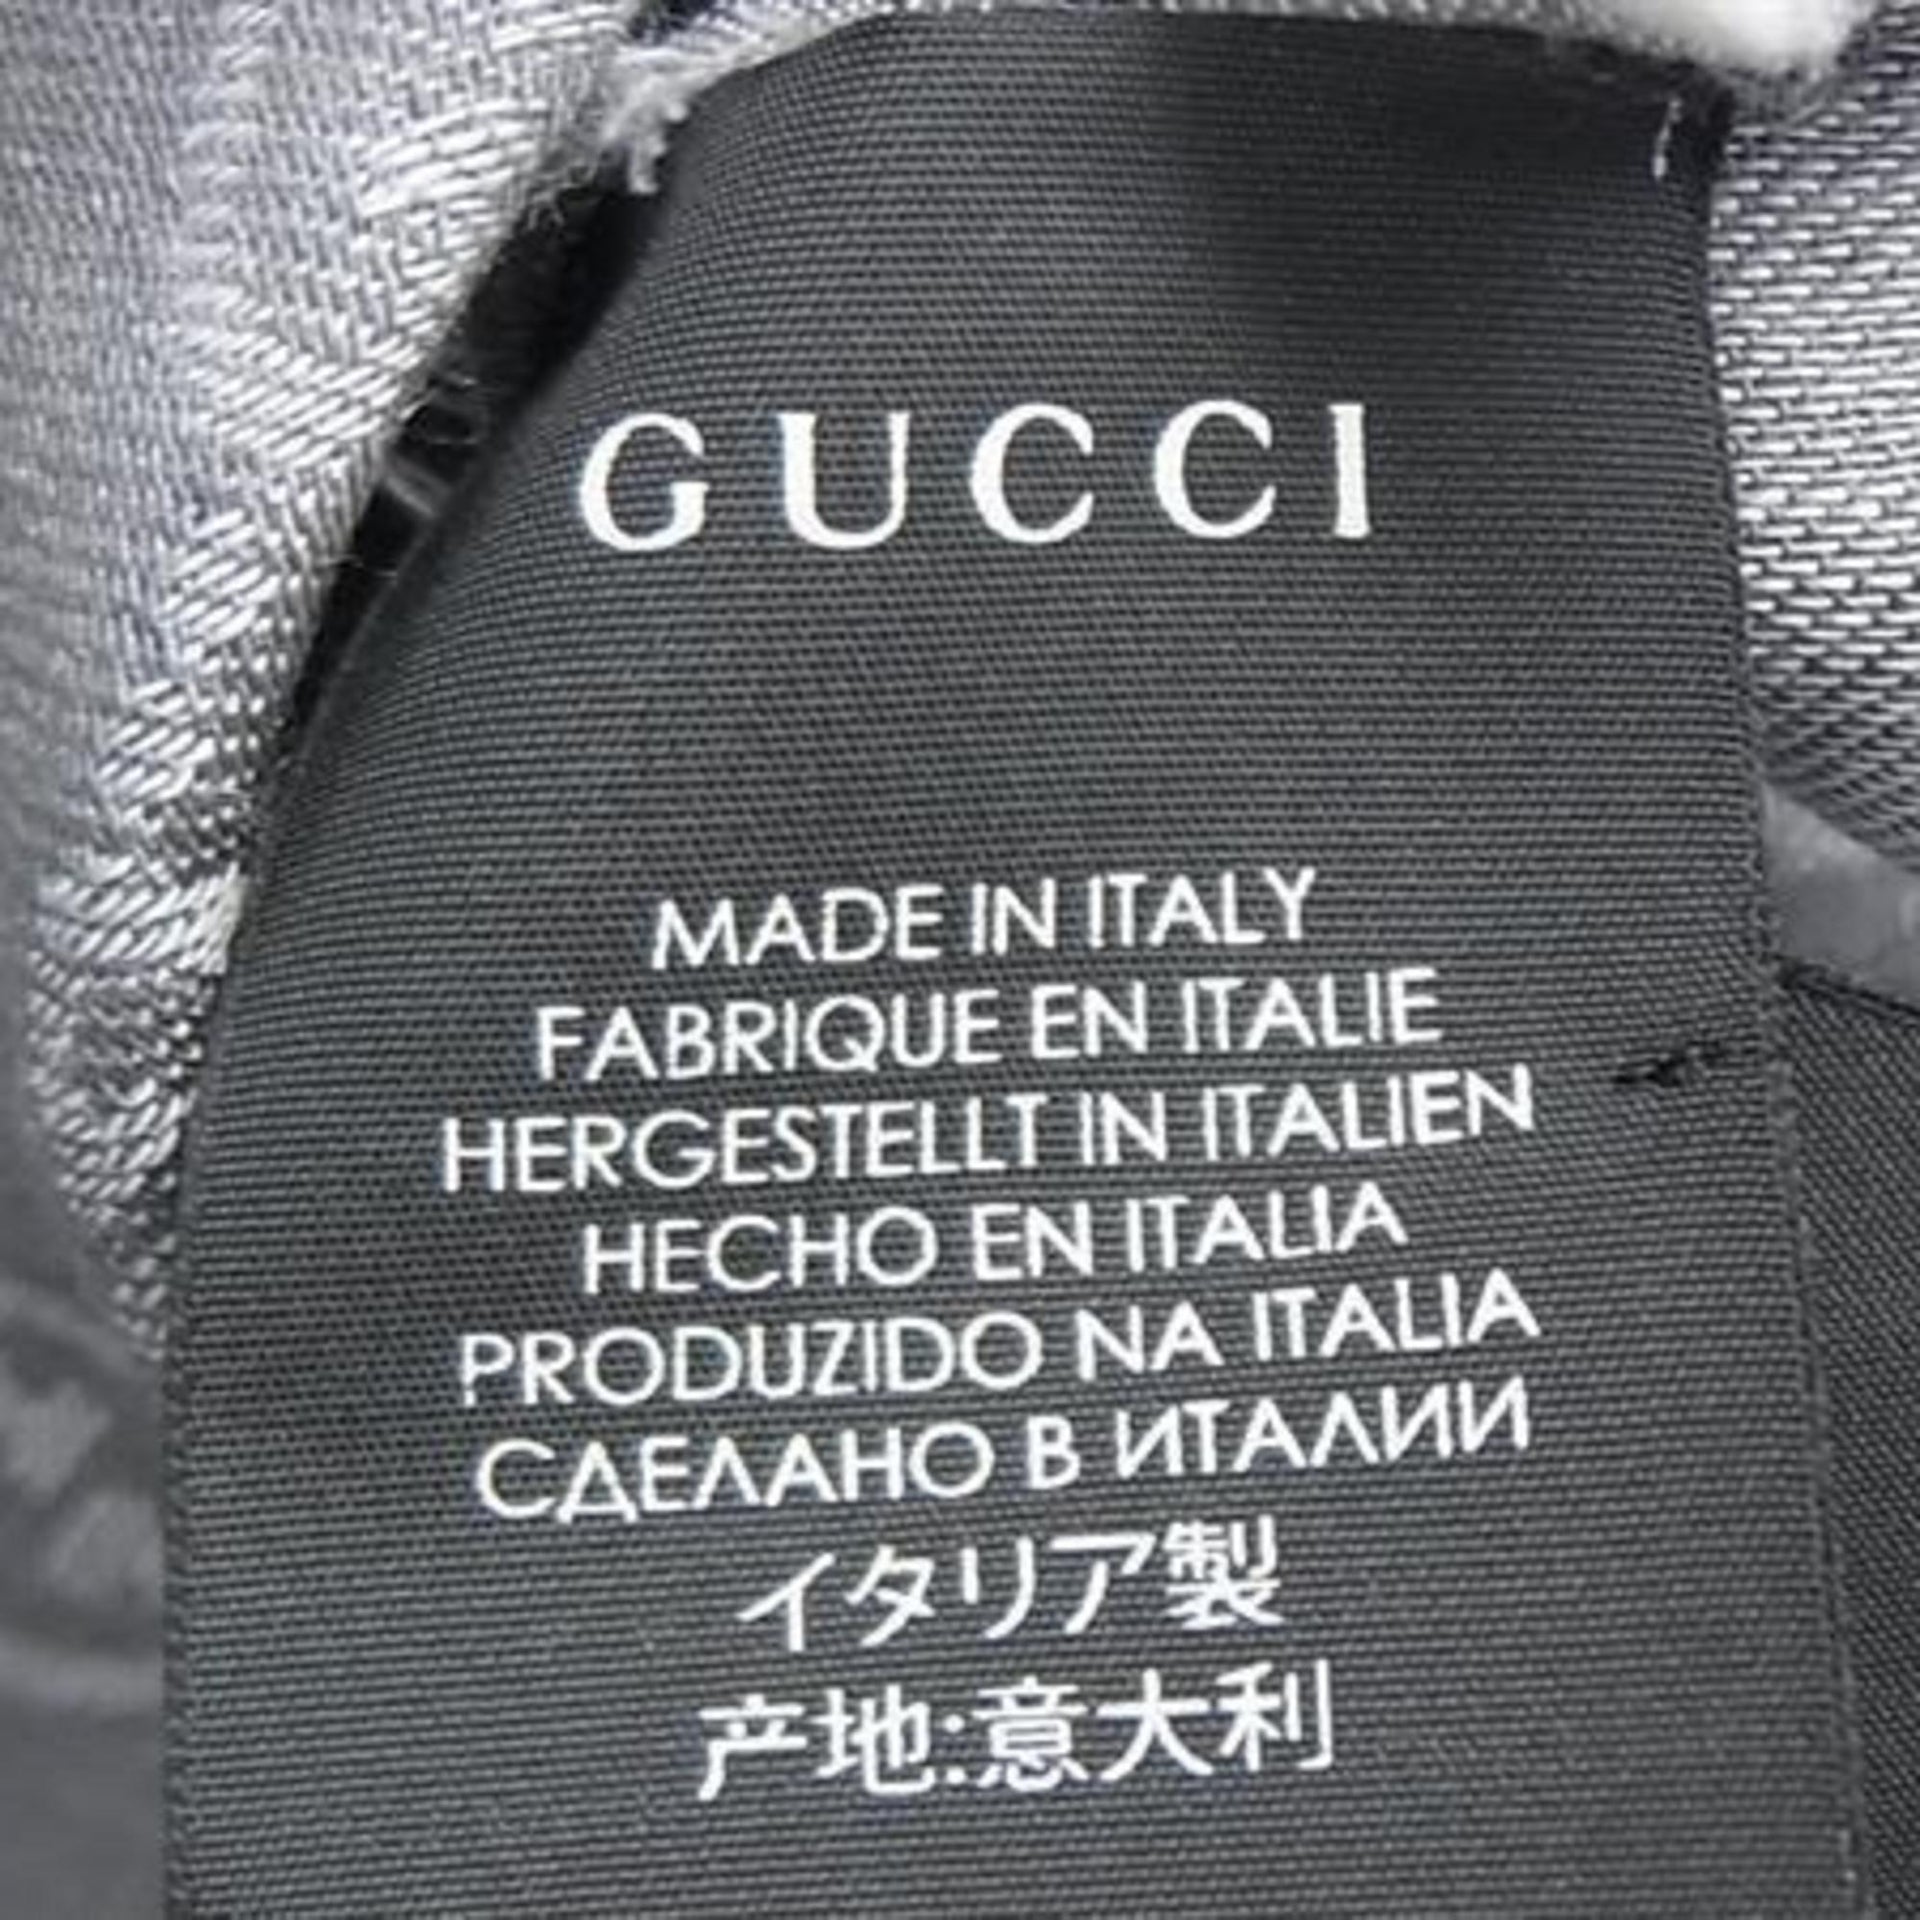 GUCCI
MADE IN ITALY
FABRIQUE EN ITALIE
HERGESTELLT IN ITALIEN
HECHO EN ITALIA
PRODUZIDO NA ITALIA
СДЕЛАНО В ИТАЛИИ
イタリア製
产地:意大利